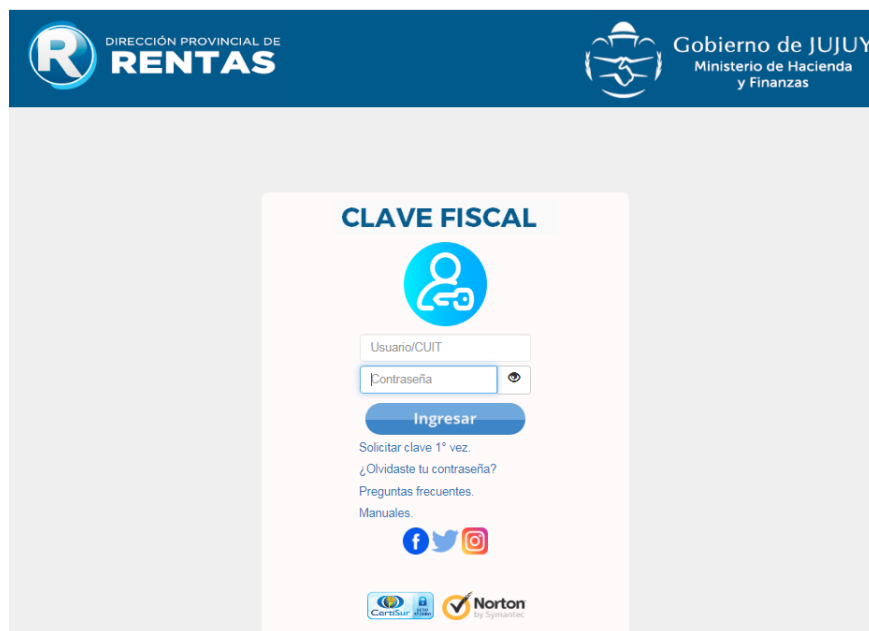 DIRECCIÓN PROVINCIAL DE
RENTAS
Gobierno de JUJUY
Ministerio de Hacienda
y Finanzas
CLAVE FISCAL
Usuario/CUIT
Contraseña
Ingresar
Solicitar clave 1° vez.
¿Olvidaste tu contraseña?
Preguntas frecuentes.
Manuales.
CertiSur
Norton
by Symantec